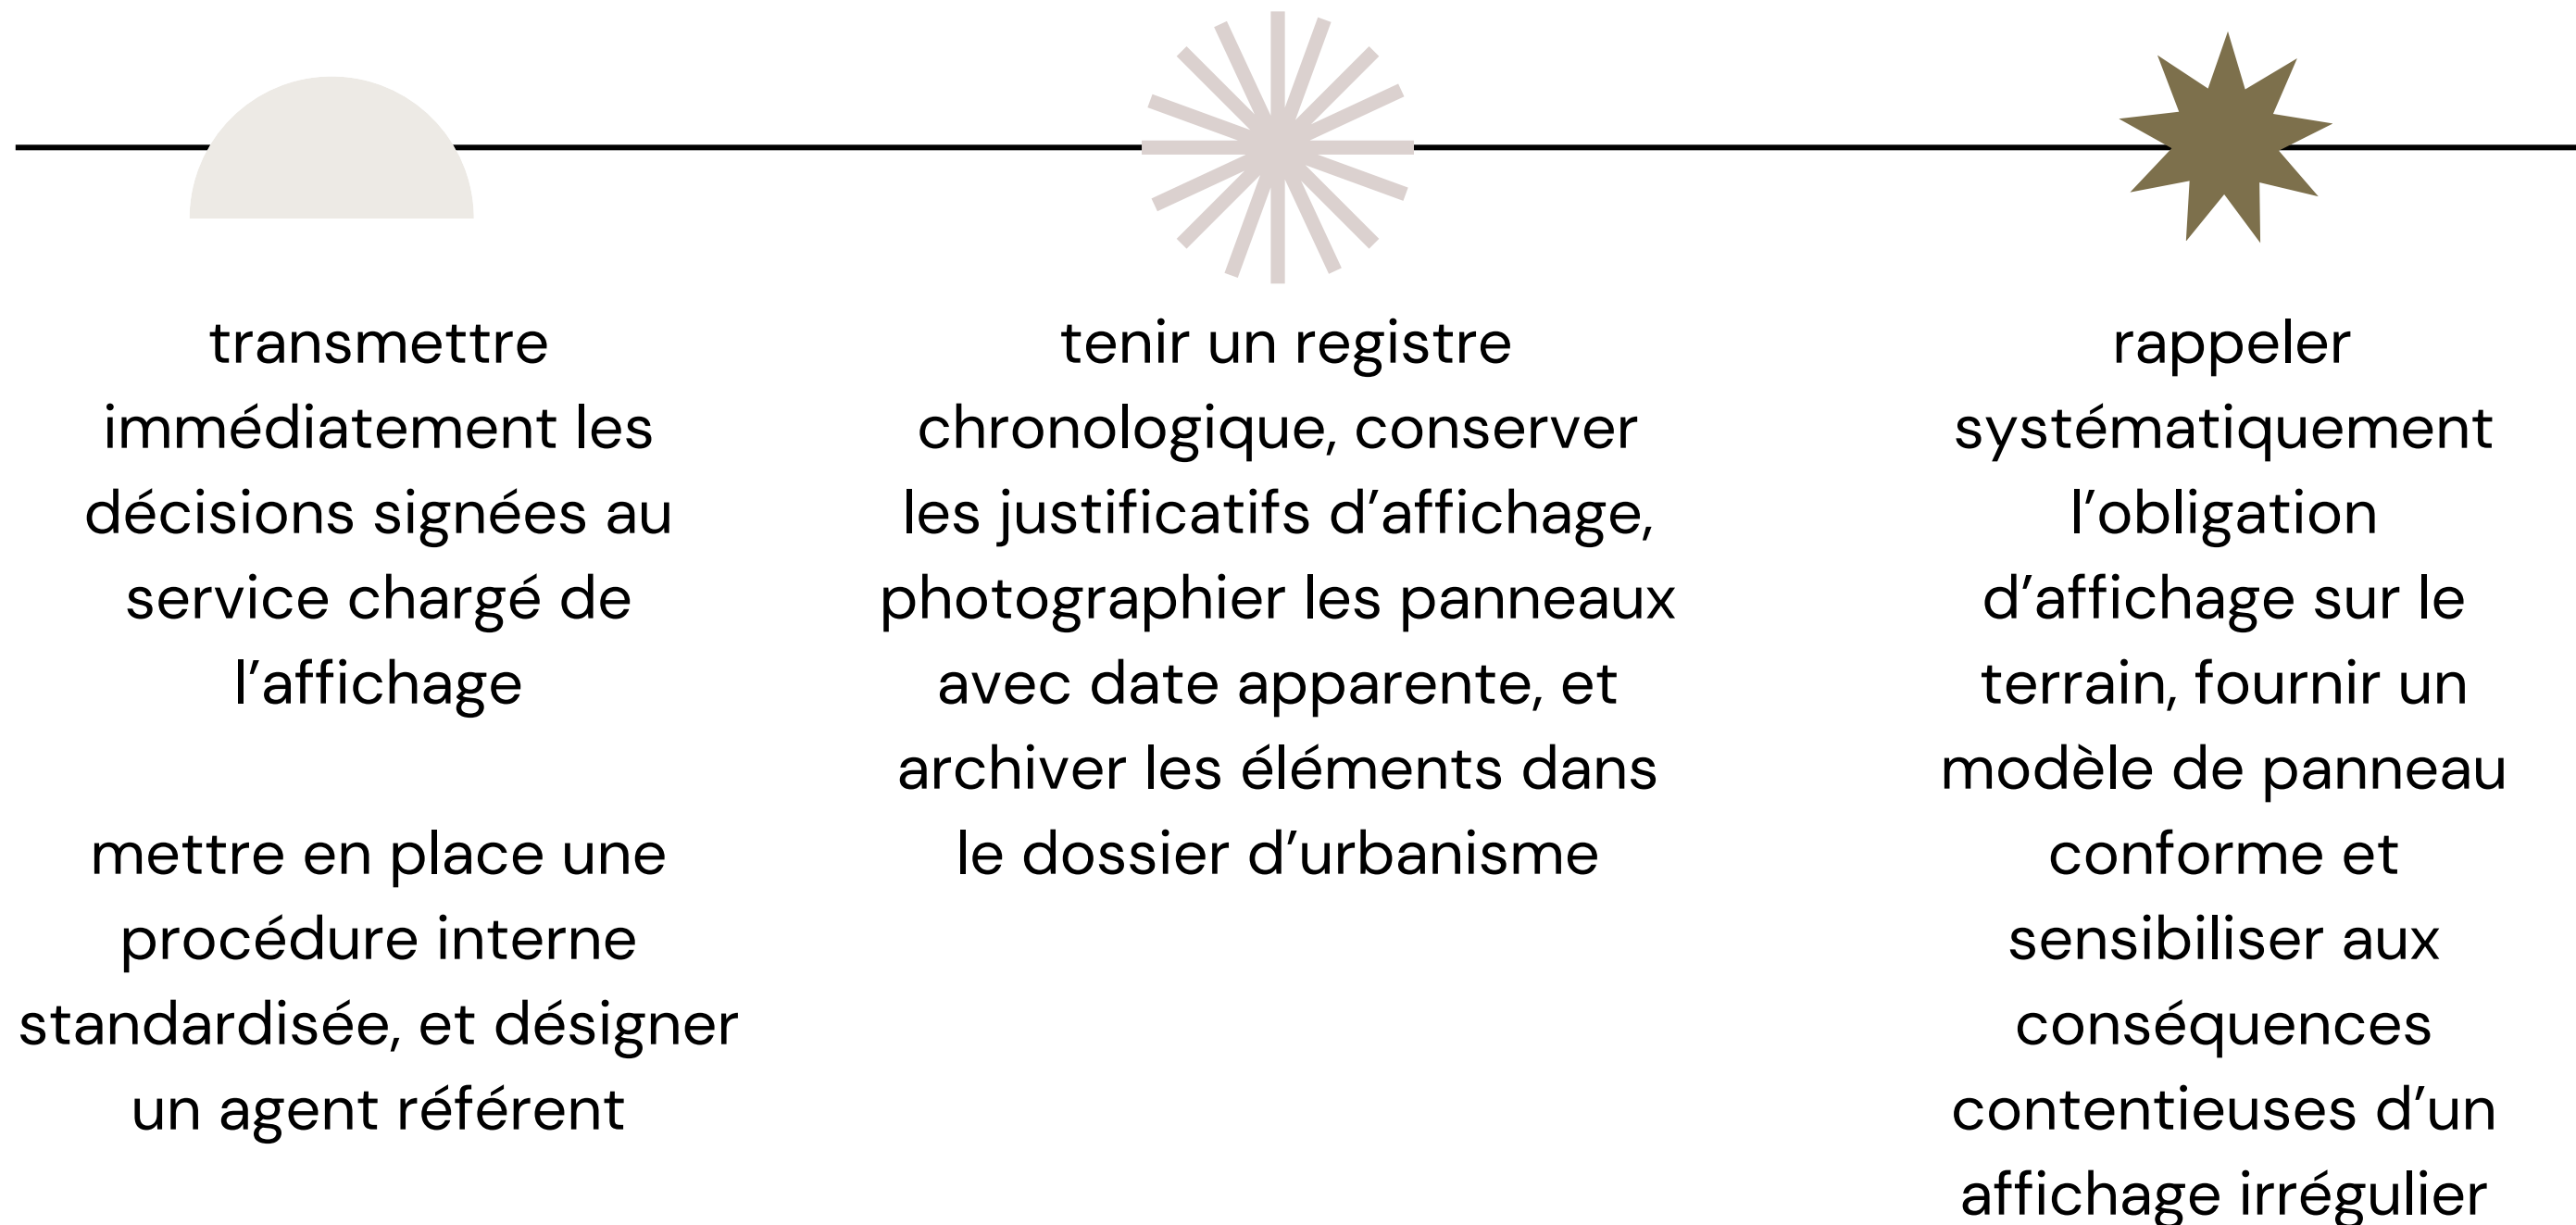 transmettre
immédiatement les
décisions signées au
service chargé de
l’affichage
mettre en place une
procédure interne
standardisée, et désigner
un agent référent
tenir un registre
chronologique, conserver
les justificatifs d’affichage,
photographier les panneaux
avec date apparente, et
archiver les éléments dans
le dossier d’urbanisme
rappeler
systématiquement
l’obligation
d’affichage sur le
terrain, fournir un
modèle de panneau
conforme et
sensibiliser aux
conséquences
contentieuses d’un
affichage irrégulier